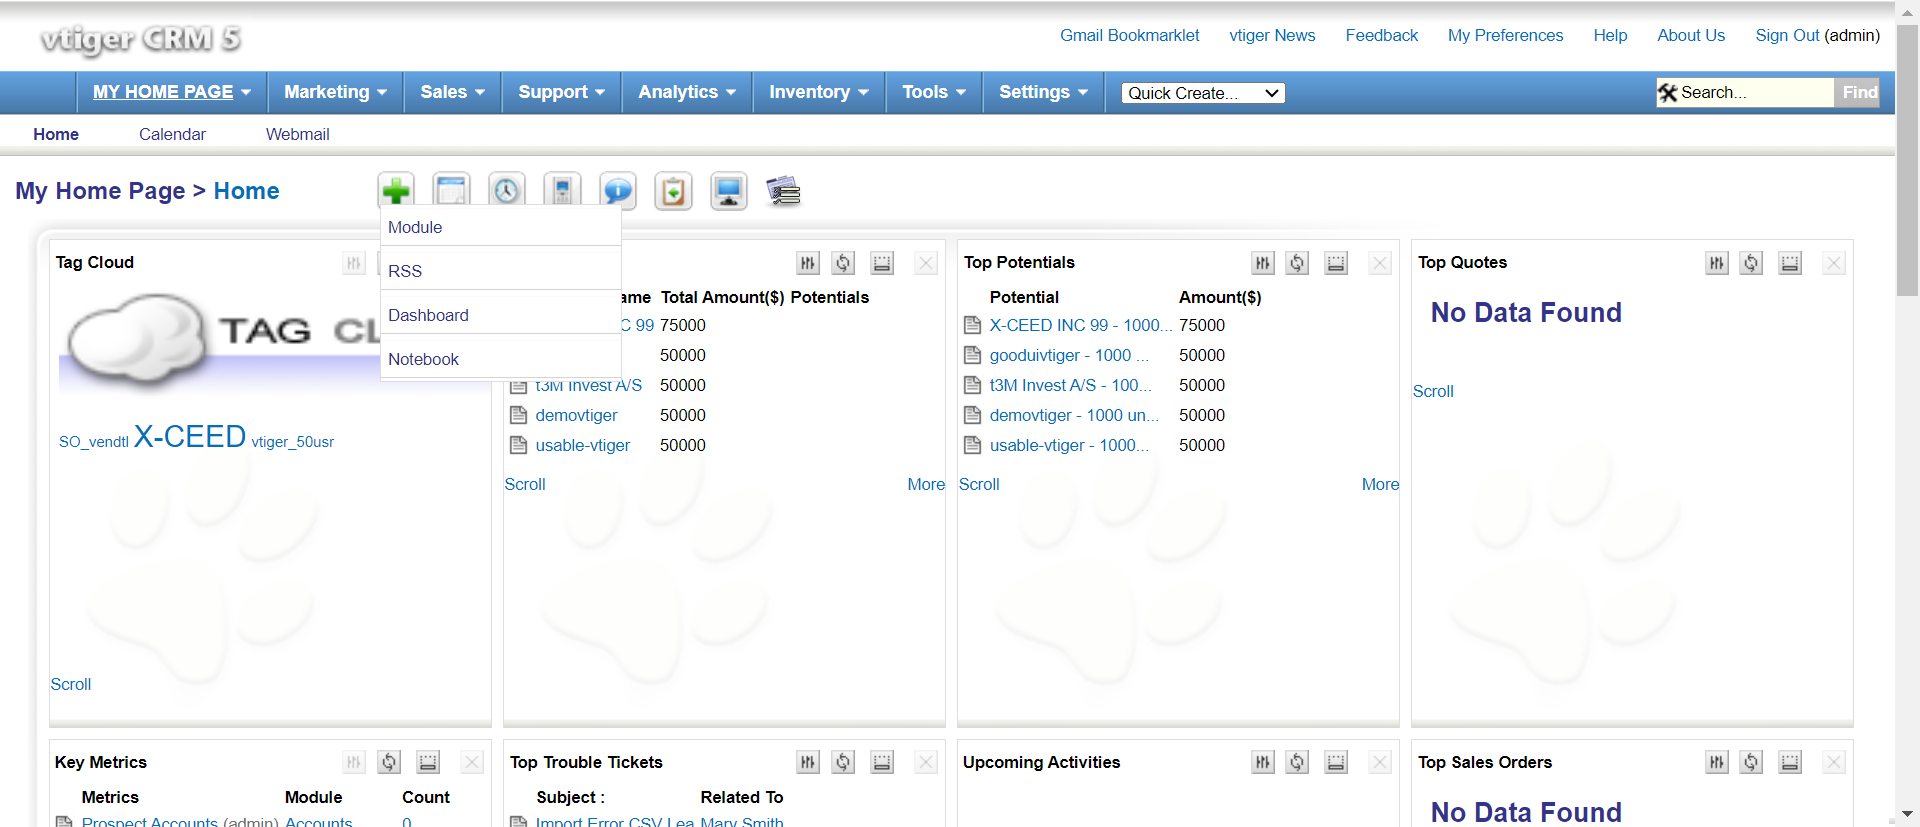 vtiger CRM 5
Gmail Bookmarklet vtiger News Feedback My Preferences Help About Us Sign Out (admin)
MY HOME PAGE Marketing Sales Support Analytics Inventory Tools Settings Quick Create... Search... Find
Home Calendar Webmail
My Home Page > Home
Module
RSS
Dashboard
Notebook
Tag Cloud
TAG CL
SO_vendtl X-CEED vtiger_50usr
Scroll
ame Total Amount($) Potentials
C 99 75000
50000
t3M Invest A/S 50000
demovtiger 50000
usable-vtiger 50000
Scroll More
Top Potentials
Potential Amount($)
X-CEED INC 99 - 1000... 75000
gooduivtiger - 1000 ... 50000
t3M Invest A/S - 100... 50000
demovtiger - 1000 un... 50000
usable-vtiger - 1000... 50000
Scroll More
Top Quotes
No Data Found
Scroll
Key Metrics
Metrics Module Count
Prospect Accounts (admin) Accounts 0
Top Trouble Tickets
Subject : Related To
Import Error CSV Lea Mary Smith
Upcoming Activities
Top Sales Orders
No Data Found